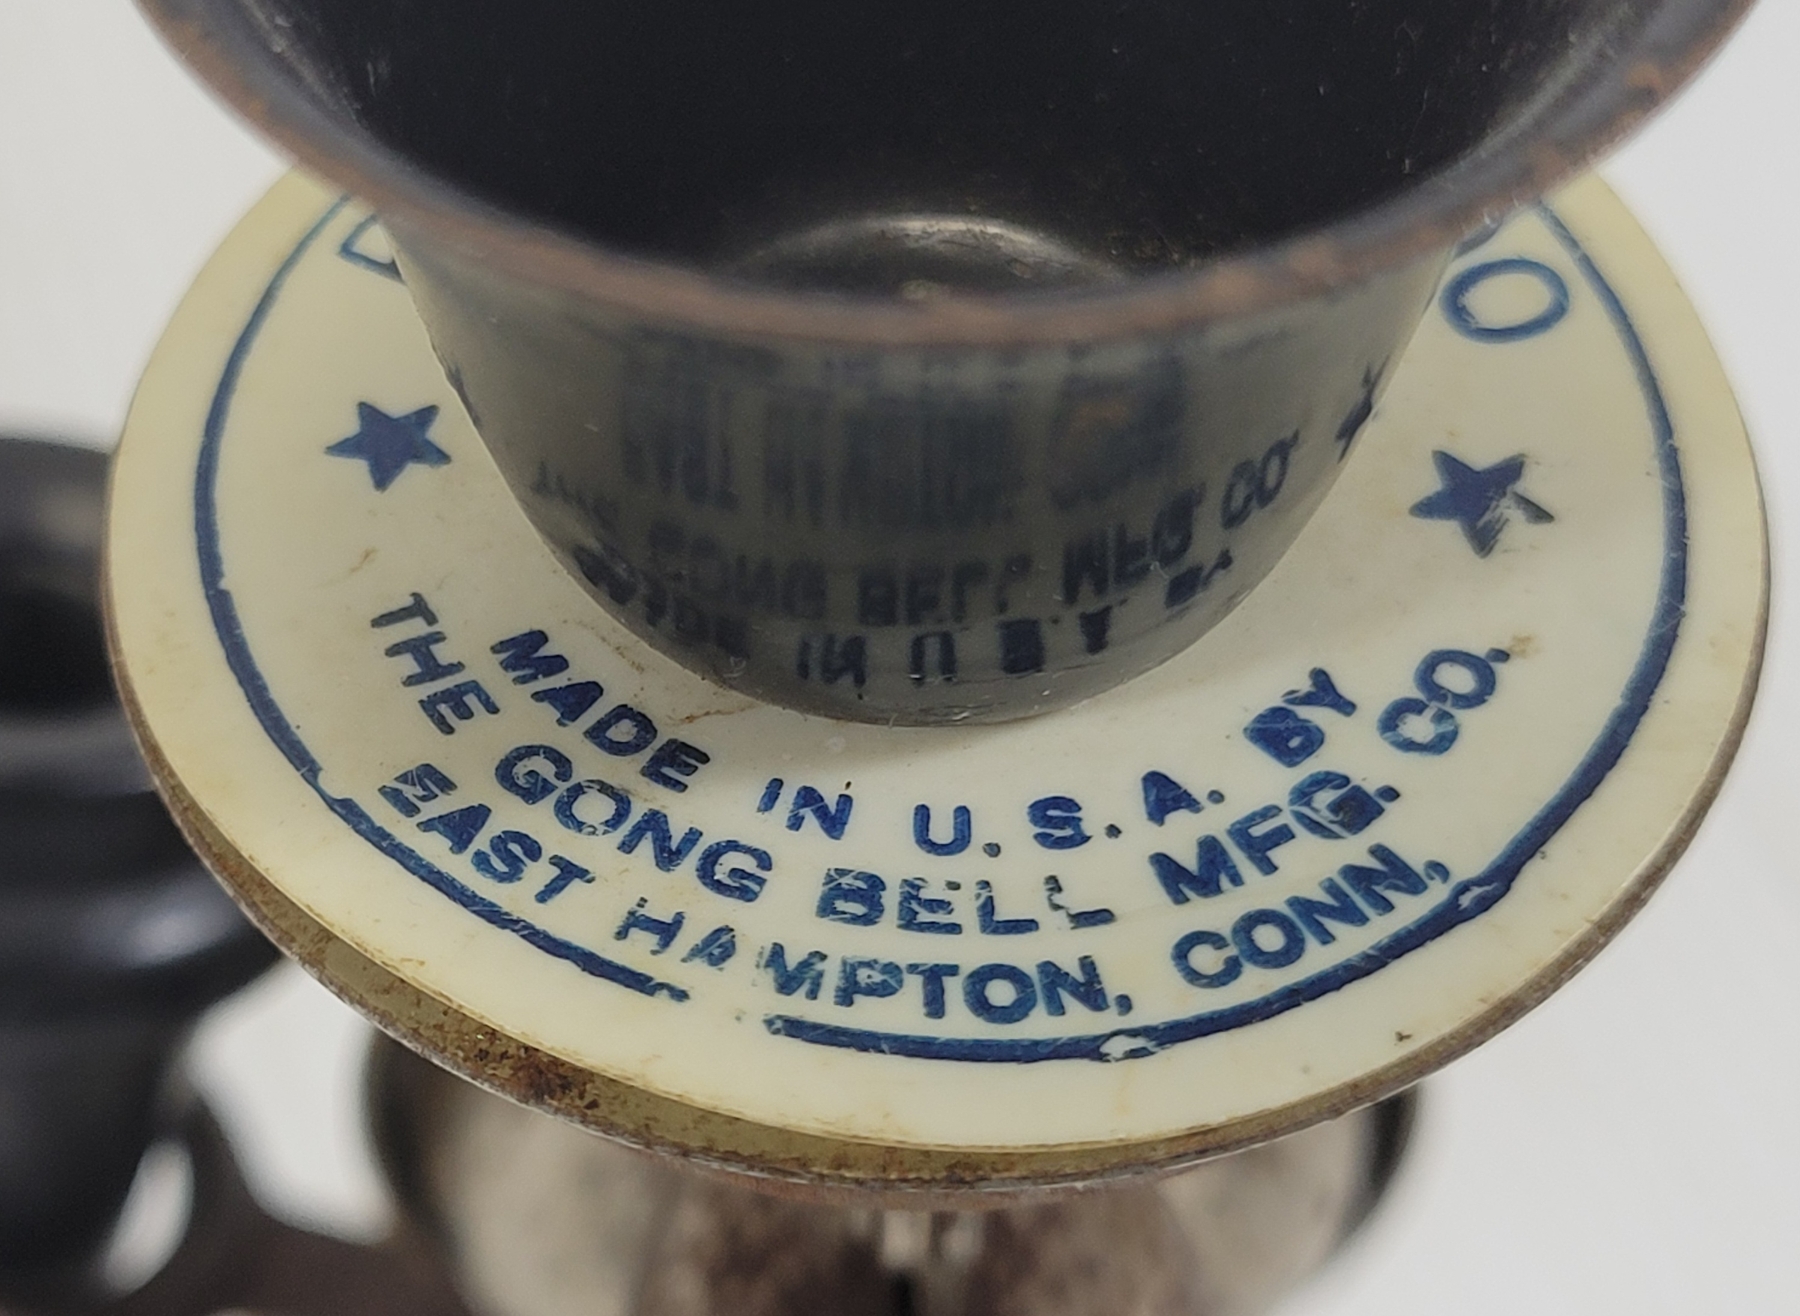 MADE IN U.S.A. BY
THE GONG BELL MFG. CO.
EAST HAMPTON, CONN,